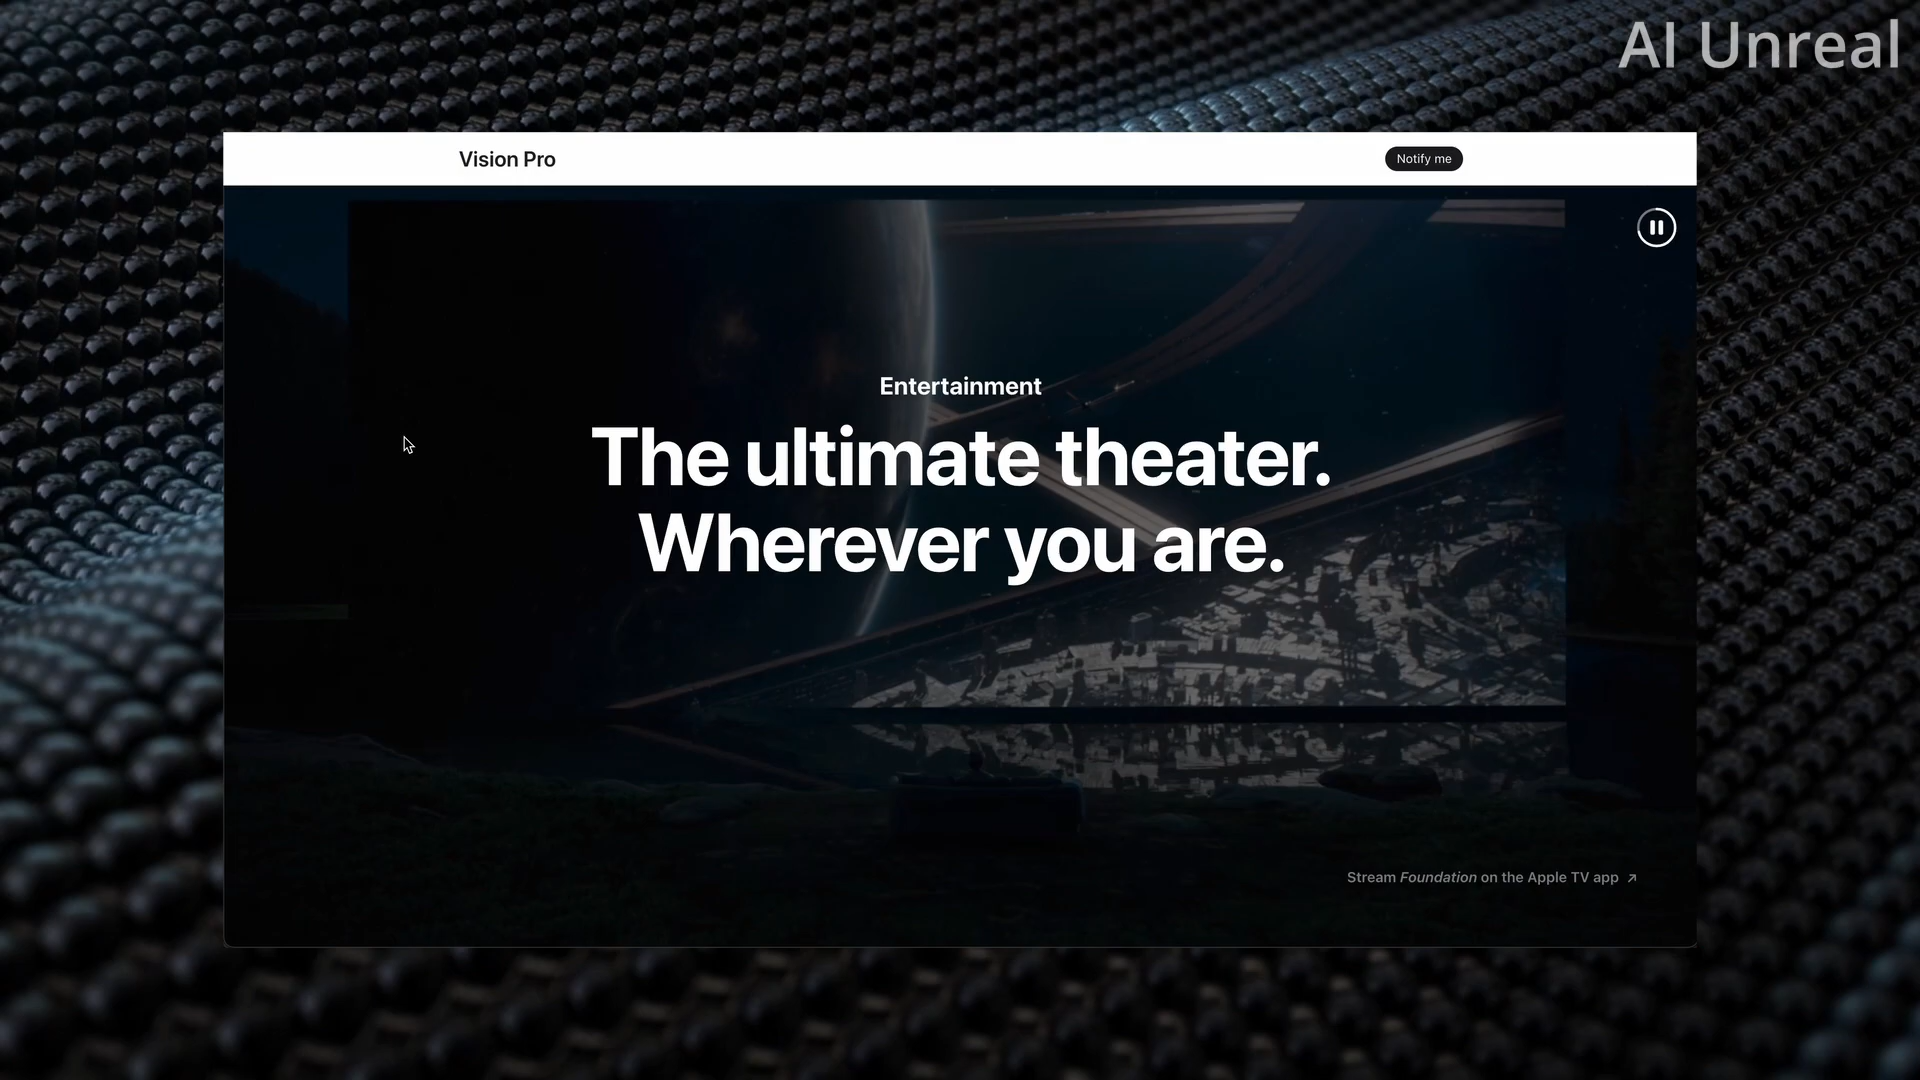 AI Unreal
Vision Pro
Notify me
Entertainment
The ultimate theater.
Wherever you are.
Stream Foundation on the Apple TV app ↗